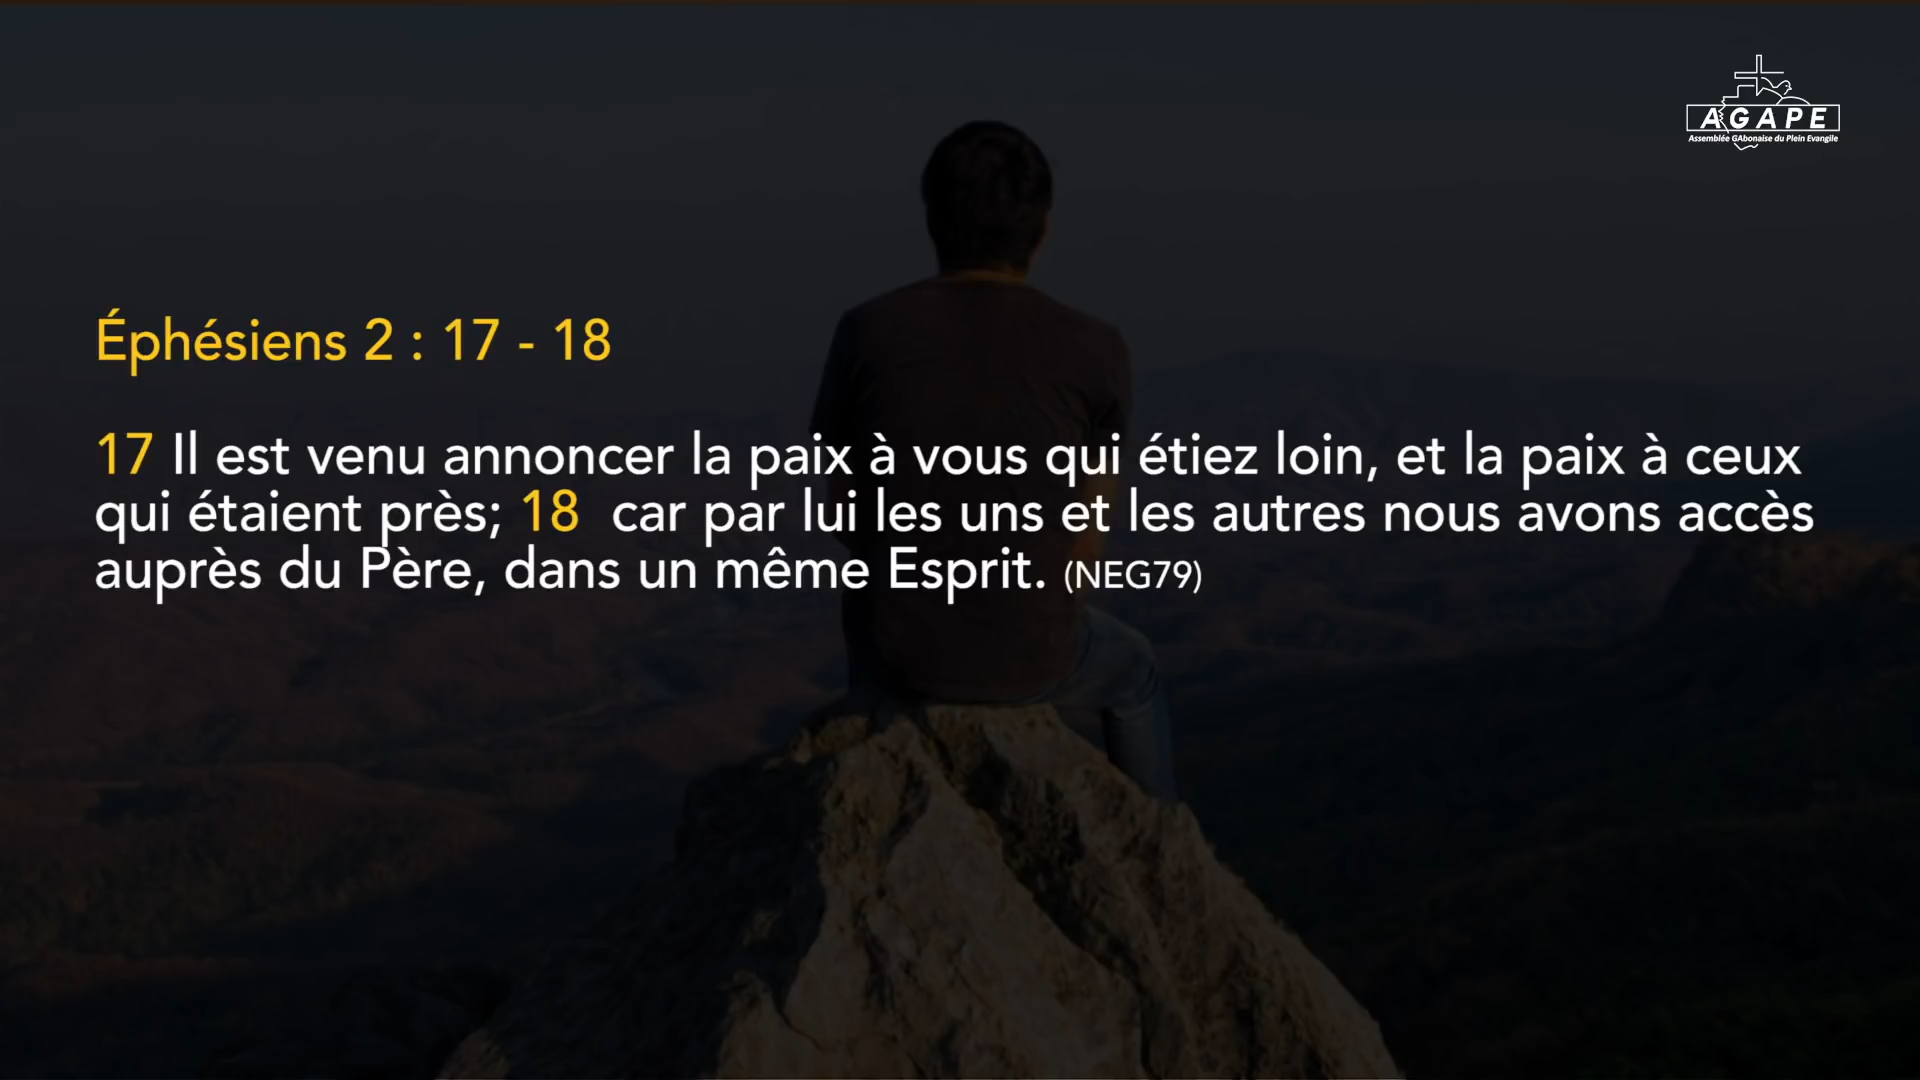 AGAPE
Assemblée GAbonaise du Plein Evangile
Éphésiens 2 : 17 - 18
17 Il est venu annoncer la paix à vous qui étiez loin, et la paix à ceux
qui étaient près; 18 car par lui les uns et les autres nous avons accès
auprès du Père, dans un même Esprit. (NEG79)